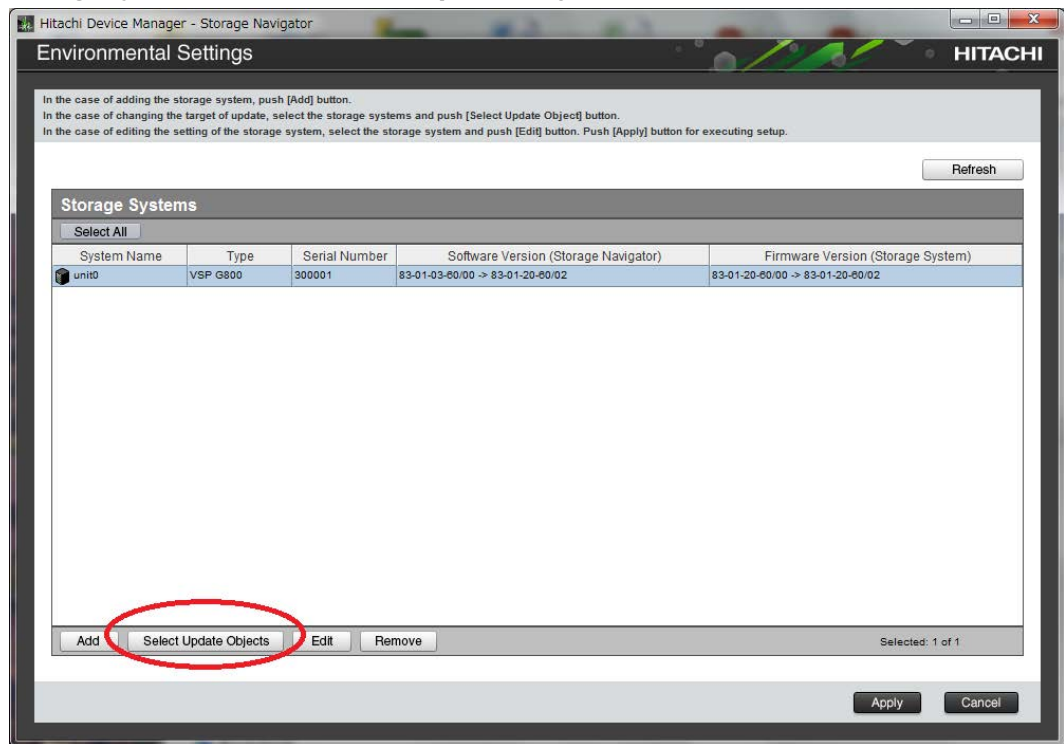 Hitachi Device Manager - Storage Navigator
Environmental Settings
HITACHI
In the case of adding the storage system, push [Add] button.
In the case of changing the target of update, select the storage systems and push [Select Update Object] button.
In the case of editing the setting of the storage system, select the storage system and push [Edit] button. Push [Apply] button for executing setup.
Refresh
Storage Systems
Select All
System Name Type Serial Number Software Version (Storage Navigator) Firmware Version (Storage System)
unit0 VSP G800 300001 83-01-03-60/00 -> 83-01-20-60/02 83-01-20-60/00 -> 83-01-20-60/02
Add Select Update Objects Edit Remove Selected: 1 of 1
Apply Cancel